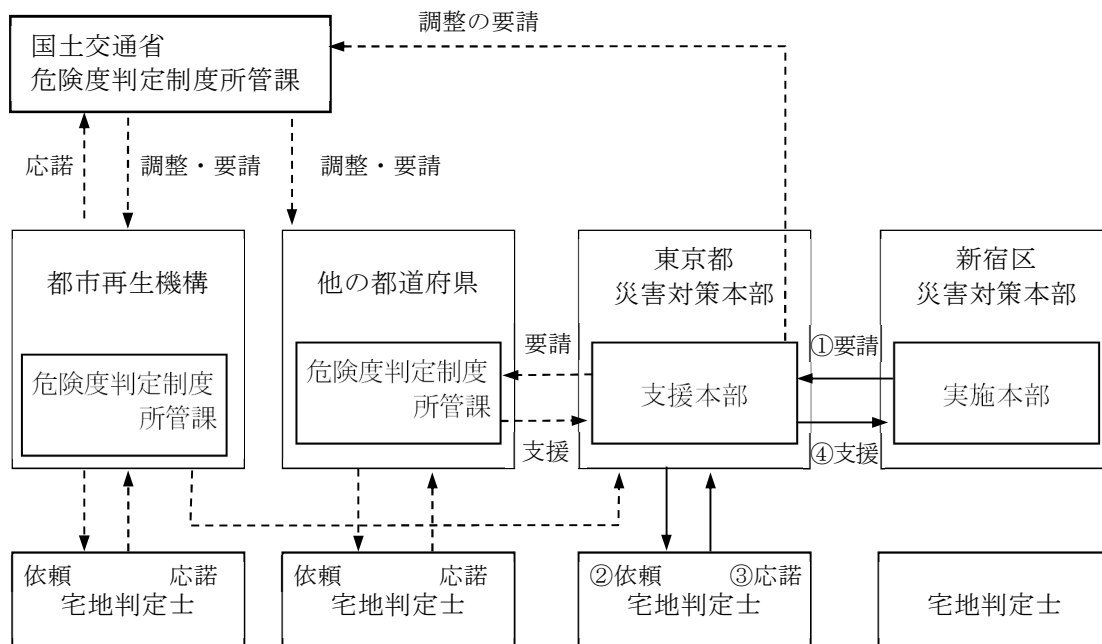 調整の要請
国土交通省
危険度判定制度所管課
応諾
調整・要請
調整・要請
都市再生機構
危険度判定制度
所管課
他の都道府県
危険度判定制度
所管課
要請
支援
東京都
災害対策本部
支援本部
①要請
④支援
新宿区
災害対策本部
実施本部
依頼
応諾
宅地判定士
依頼
応諾
宅地判定士
②依頼
③応諾
宅地判定士
宅地判定士